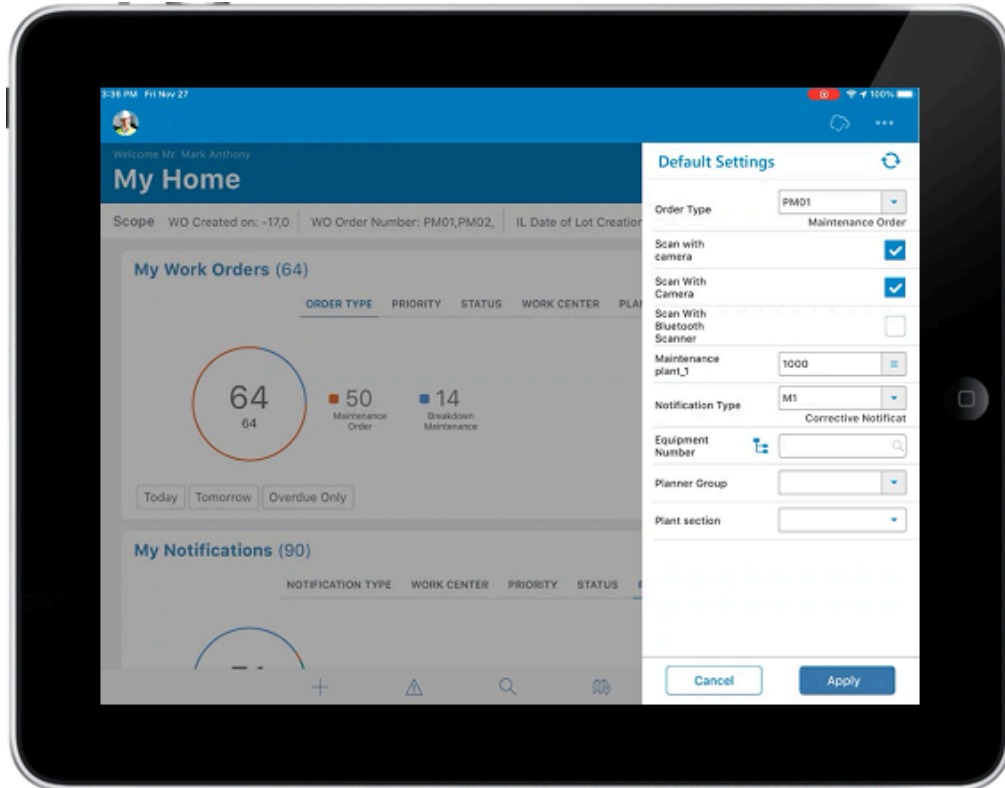 3:36 PM Fri Nov 27
100%
Welcome Mr. Mark Anthony
My Home
Scope WO Created on: -17,0 WO Order Number: PM01,PM02, IL Date of Lot Creation
My Work Orders (64)
ORDER TYPE PRIORITY STATUS WORK CENTER PLA
64
64
50
Maintenance
Order
14
Breakdown
Maintenance
Today Tomorrow Overdue Only
My Notifications (90)
NOTIFICATION TYPE WORK CENTER PRIORITY STATUS
Default Settings
Order Type PM01
Maintenance Order
Scan with
camera
Scan With
Camera
Scan With
Bluetooth
Scanner
Maintenance
plant_1
1000
Notification Type M1
Corrective Notificat
Equipment
Number
Planner Group
Plant section
Cancel Apply